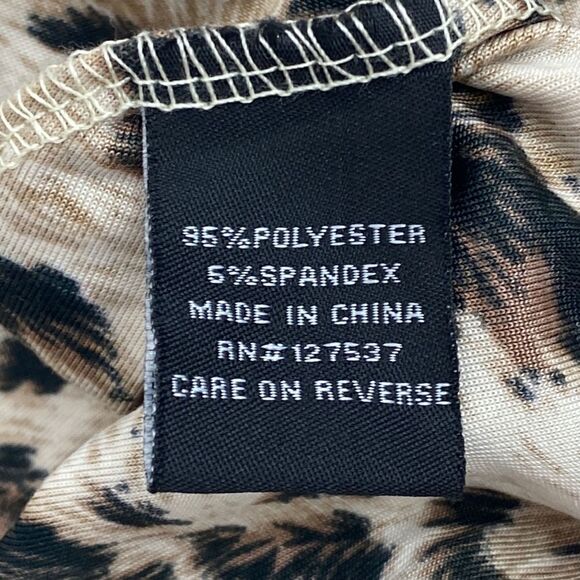 95%POLYESTER
5%SPANDEX
MADE IN CHINA
RN#127537
CARE ON REVERSE